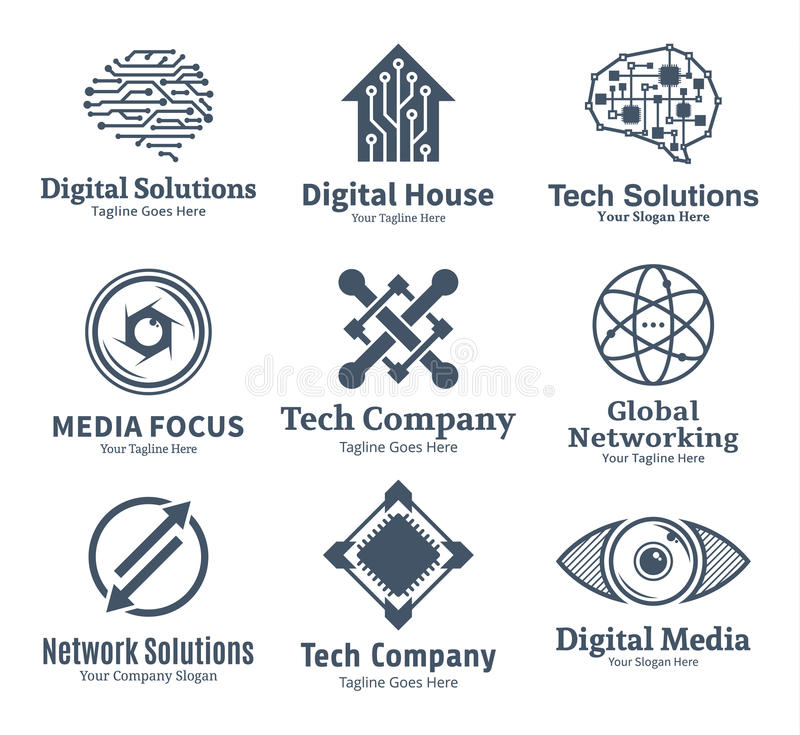 Digital Solutions
Tagline Goes Here
Digital House
Your Tagline Here
Tech Solutions
Your Slogan Here
MEDIA FOCUS
Your Tagline Here
Tech Company
Tagline Goes Here
Global
Networking
Your Tagline Here
dreamstime
Network Solutions
Your Company Slogan
Tech Company
Tagline Goes Here
Digital Media
Your Slogan Here